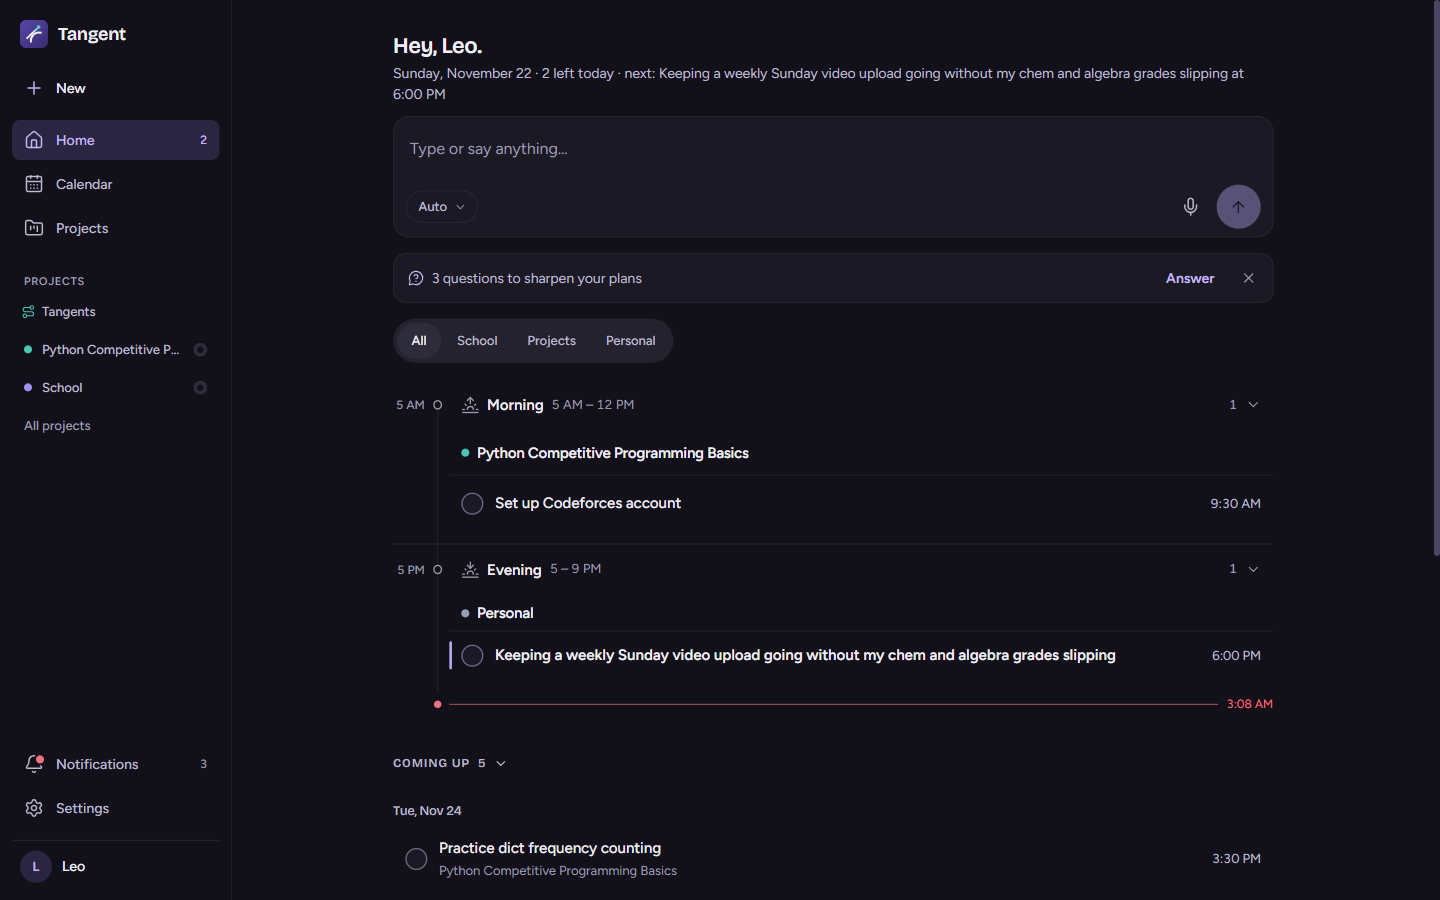 Tangent
New
Home 2
Calendar
Projects
PROJECTS
Tangents
Python Competitive P...
School
All projects
Notifications 3
Settings
L Leo
Hey, Leo.
Sunday, November 22 · 2 left today · next: Keeping a weekly Sunday video upload going without my chem and algebra grades slipping at
6:00 PM
Type or say anything...
Auto
3 questions to sharpen your plans Answer
All School Projects Personal
5 AM Morning 5 AM – 12 PM 1
Python Competitive Programming Basics
Set up Codeforces account 9:30 AM
5 PM Evening 5 – 9 PM 1
Personal
Keeping a weekly Sunday video upload going without my chem and algebra grades slipping 6:00 PM
3:08 AM
COMING UP 5
Tue, Nov 24
Practice dict frequency counting 3:30 PM
Python Competitive Programming Basics